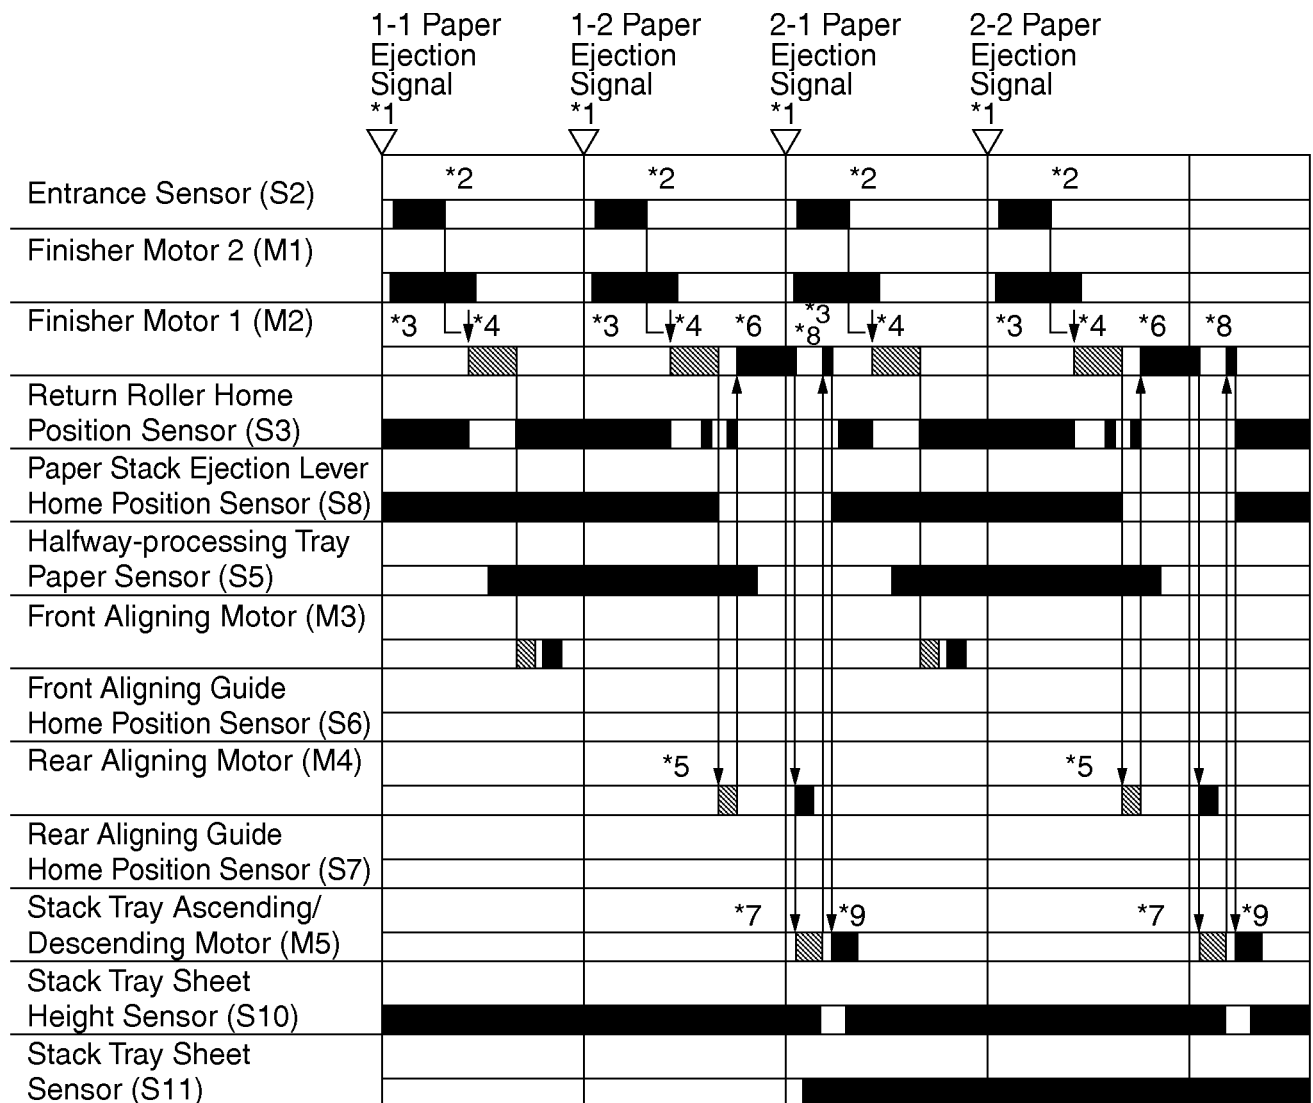 1-1 Paper Ejection Signal *1
1-2 Paper Ejection Signal *1
2-1 Paper Ejection Signal *1
2-2 Paper Ejection Signal *1
Entrance Sensor (S2)
*2 *2 *2 *2
Finisher Motor 2 (M1)
Finisher Motor 1 (M2)
*3 *4 *3 *4 *6 *8 *3 *4 *3 *4 *6 *8
Return Roller Home
Position Sensor (S3)
Paper Stack Ejection Lever
Home Position Sensor (S8)
Halfway-processing Tray
Paper Sensor (S5)
Front Aligning Motor (M3)
Front Aligning Guide
Home Position Sensor (S6)
Rear Aligning Motor (M4)
*5 *5
Rear Aligning Guide
Home Position Sensor (S7)
Stack Tray Ascending/
Descending Motor (M5)
*7 *9 *7 *9
Stack Tray Sheet
Height Sensor (S10)
Stack Tray Sheet
Sensor (S11)